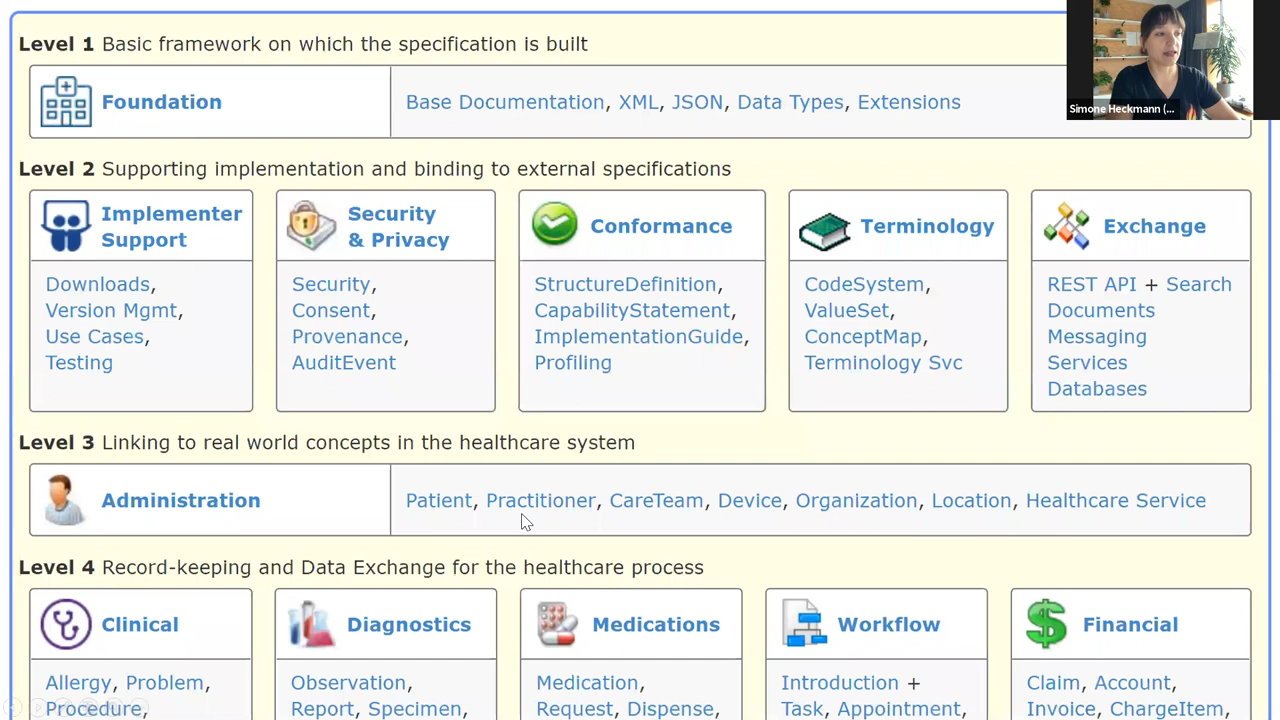 Level 1 Basic framework on which the specification is built
Simone Heckmann (...
Foundation
Base Documentation, XML, JSON, Data Types, Extensions
Level 2 Supporting implementation and binding to external specifications
Implementer
Support
Downloads,
Version Mgmt,
Use Cases,
Testing
Security
& Privacy
Security,
Consent,
Provenance,
AuditEvent
Conformance
StructureDefinition,
CapabilityStatement,
ImplementationGuide,
Profiling
Terminology
CodeSystem,
ValueSet,
ConceptMap,
Terminology Svc
Exchange
REST API + Search
Documents
Messaging
Services
Databases
Level 3 Linking to real world concepts in the healthcare system
Administration
Patient, Practitioner, CareTeam, Device, Organization, Location, Healthcare Service
Level 4 Record-keeping and Data Exchange for the healthcare process
Clinical
Allergy, Problem,
Procedure,
Diagnostics
Observation,
Report, Specimen,
Medications
Medication,
Request, Dispense,
Workflow
Introduction +
Task, Appointment,
Financial
Claim, Account,
Invoice, ChargeItem,